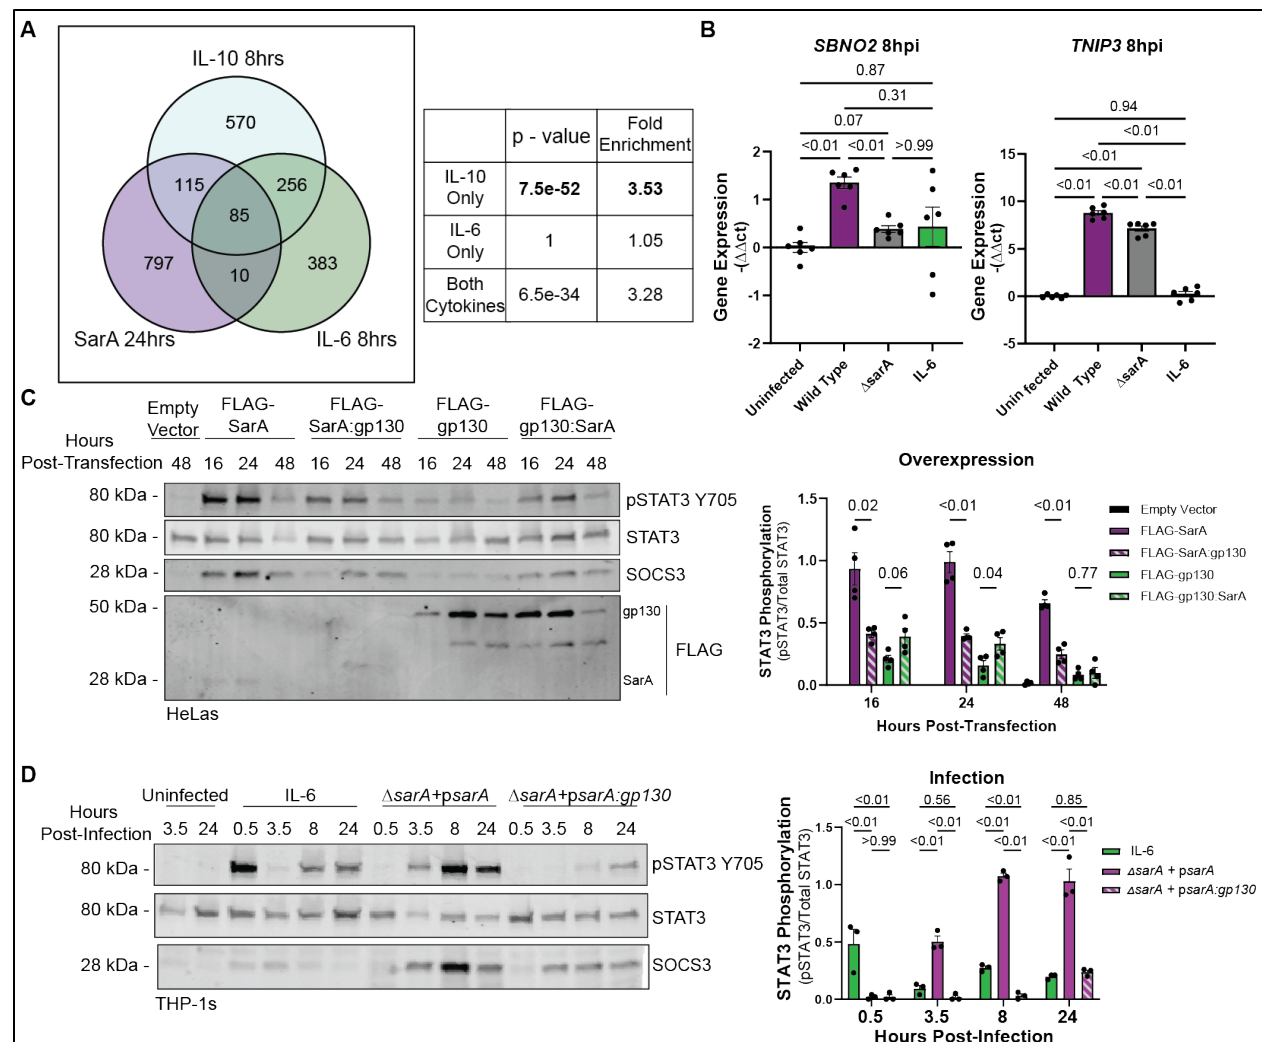 A
IL-10 8hrs
570
115
256
85
797
10
383
SarA 24hrs
IL-6 8hrs
p - value
Fold
Enrichment
IL-10
Only
7.5e-52
3.53
IL-6
Only
1
1.05
Both
Cytokines
6.5e-34
3.28
B
SBNO2 8hpi
0.87
0.31
0.07
<0.01 <0.01 >0.99
Gene Expression
-(ΔΔct)
2
1
0
-1
-2
Uninfected
Wild Type
ΔsarA
IL-6
TNIP3 8hpi
0.94
<0.01
<0.01
<0.01 <0.01 <0.01
Gene Expression
-(ΔΔct)
15
10
5
0
-5
Uninfected
Wild Type
ΔsarA
IL-6
C
Empty
Vector
FLAG-
SarA
FLAG-
SarA:gp130
FLAG-
gp130
FLAG-
gp130:SarA
Hours
Post-Transfection
48 16 24 48 16 24 48 16 24 48 16 24 48
80 kDa -
pSTAT3 Y705
80 kDa -
STAT3
28 kDa -
SOCS3
50 kDa -
gp130
FLAG
28 kDa -
SarA
HeLas
Overexpression
STAT3 Phosphorylation
(pSTAT3/Total STAT3)
1.5
1.0
0.5
0.0
0.02
0.06
<0.01
0.04
<0.01
0.77
16
24
48
Hours Post-Transfection
Empty Vector
FLAG-SarA
FLAG-SarA:gp130
FLAG-gp130
FLAG-gp130:SarA
D
Uninfected
IL-6
ΔsarA+psarA
ΔsarA+psarA:gp130
Hours
Post-Infection
3.5 24 0.5 3.5 8 24 0.5 3.5 8 24 0.5 3.5 8 24
80 kDa -
pSTAT3 Y705
80 kDa -
STAT3
28 kDa -
SOCS3
THP-1s
Infection
STAT3 Phosphorylation
(pSTAT3/Total STAT3)
1.5
1.0
0.5
0.0
<0.01 0.56 <0.01 0.85
<0.01 <0.01 <0.01 <0.01
>0.99 <0.01 <0.01 <0.01
0.5
3.5
8
24
Hours Post-Infection
IL-6
ΔsarA + psarA
ΔsarA + psarA:gp130